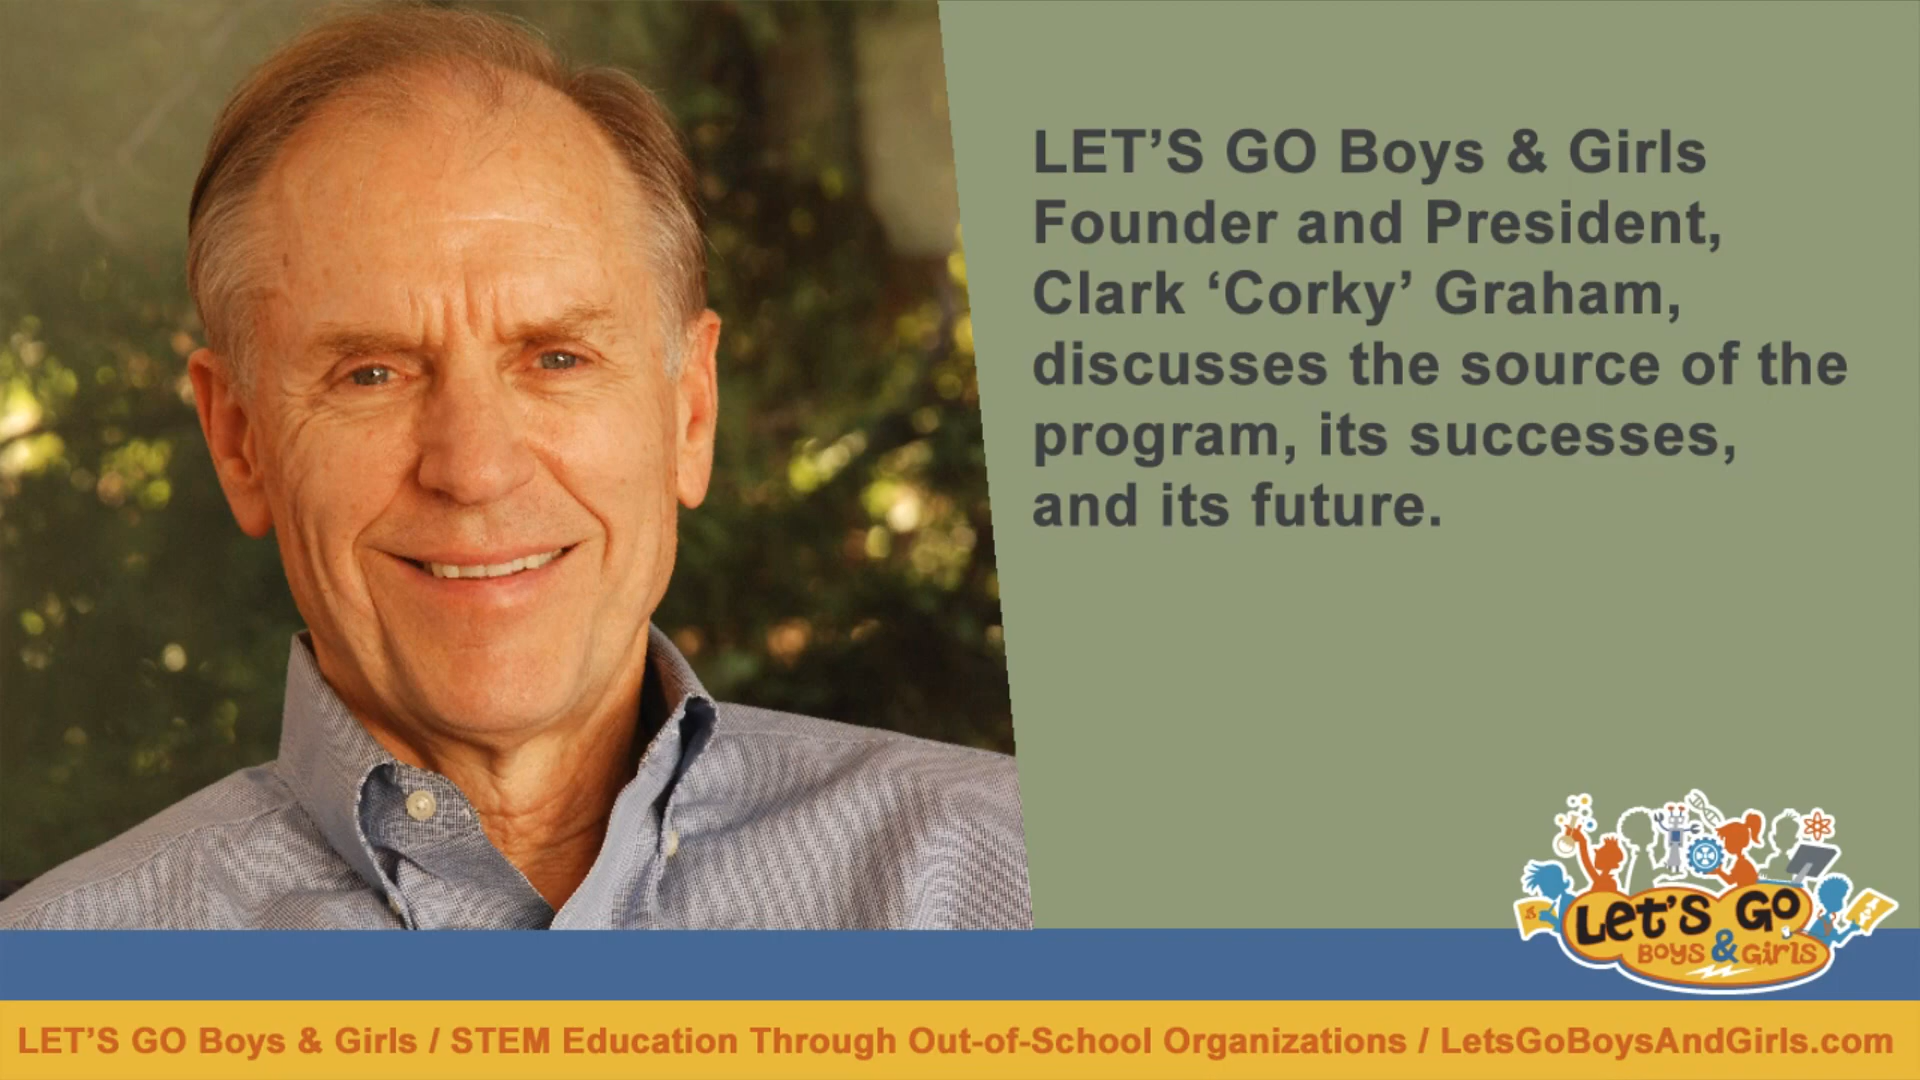 LET’S GO Boys & Girls
Founder and President,
Clark ‘Corky’ Graham,
discusses the source of the
program, its successes,
and its future.
LET'S GO
BOYS & GiRLS
LET’S GO Boys & Girls / STEM Education Through Out-of-School Organizations / LetsGoBoysAndGirls.com